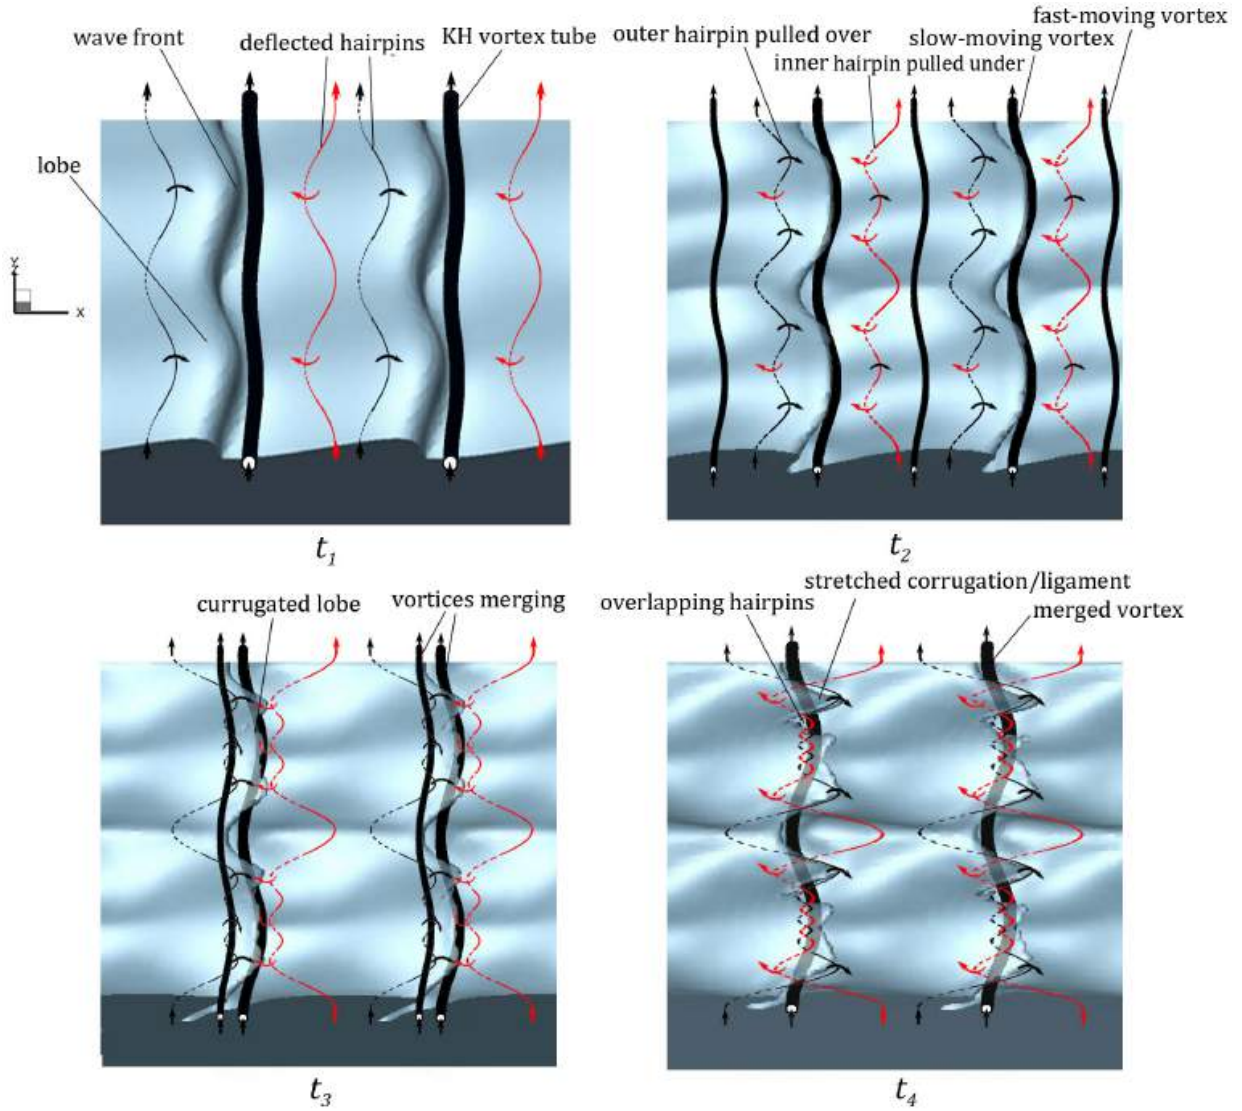 wave front
deflected hairpins
KH vortex tube
lobe
Y
Z
x
t1
outer hairpin pulled over
fast-moving vortex
slow-moving vortex
inner hairpin pulled under
t2
currugated lobe
vortices merging
t3
stretched corrugation/ligament
overlapping hairpins
merged vortex
t4